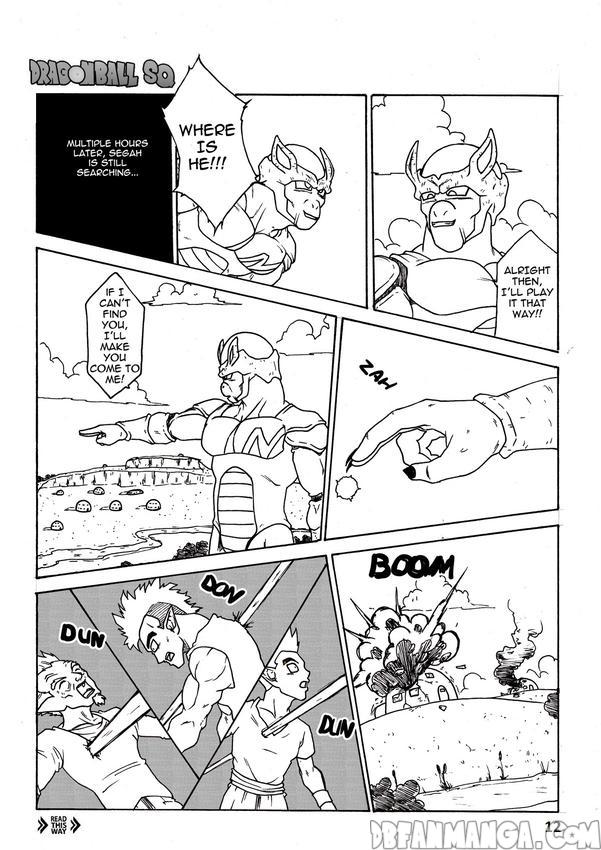 DRAGONBALL SQ
MULTIPLE HOURS
LATER, SEGAH
IS STILL
SEARCHING...
WHERE
IS
HE!!!
ALRIGHT
THEN,
I'LL PLAY
IT THAT
WAY!!
IF I
CAN'T
FIND
YOU,
I'LL
MAKE
YOU
COME TO
ME!
ZAH
DUN
DON
DUN
BOOM
READ
THIS
WAY
12
DBFANMANGA.COM